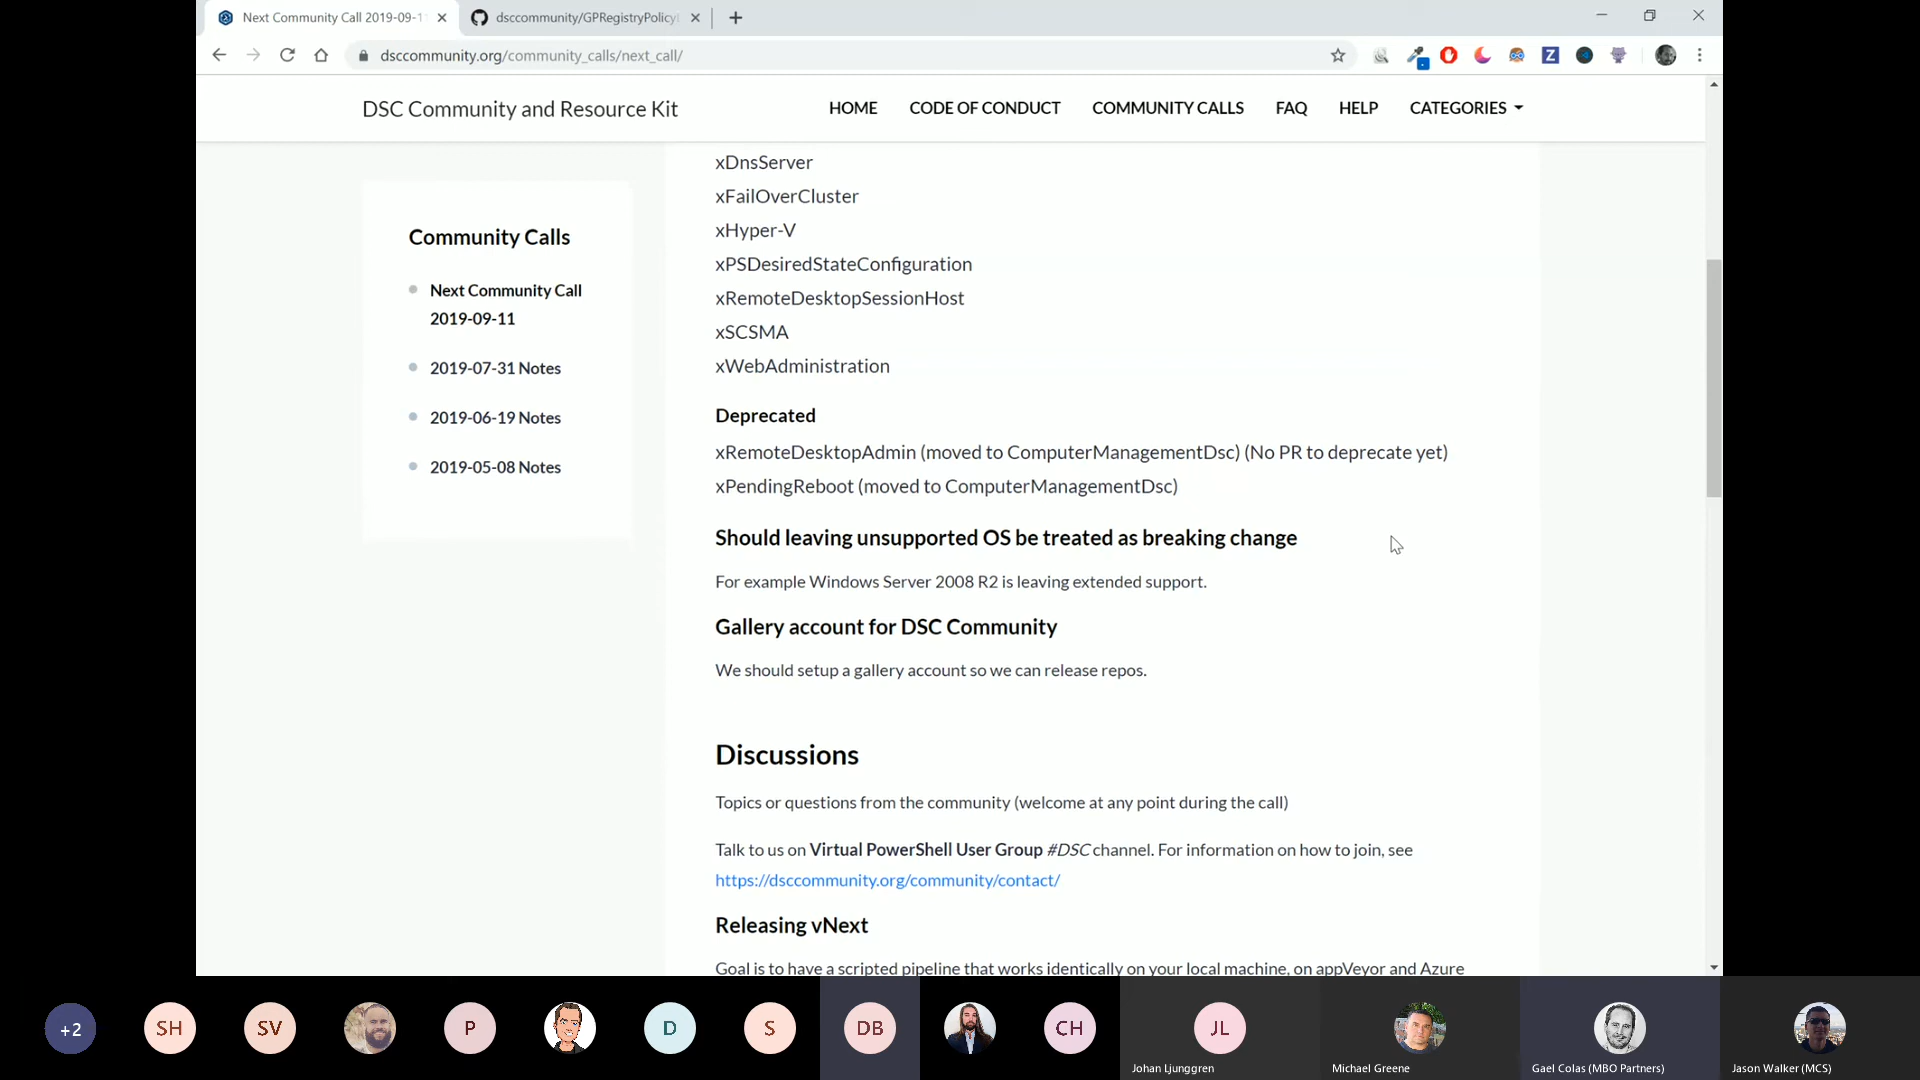 Next Community Call 2019-09-1
dsccommunity/GPRegistryPolicy
dsccommunity.org/community_calls/next_call/
DSC Community and Resource Kit
HOME
CODE OF CONDUCT
COMMUNITY CALLS
FAQ
HELP
CATEGORIES
Community Calls
Next Community Call
2019-09-11
2019-07-31 Notes
2019-06-19 Notes
2019-05-08 Notes
xDnsServer
xFailOverCluster
xHyper-V
xPSDesiredStateConfiguration
xRemoteDesktopSessionHost
xSCSMA
xWebAdministration
Deprecated
xRemoteDesktopAdmin (moved to ComputerManagementDsc) (No PR to deprecate yet)
xPendingReboot (moved to ComputerManagementDsc)
Should leaving unsupported OS be treated as breaking change
For example Windows Server 2008 R2 is leaving extended support.
Gallery account for DSC Community
We should setup a gallery account so we can release repos.
Discussions
Topics or questions from the community (welcome at any point during the call)
Talk to us on Virtual PowerShell User Group #DSC channel. For information on how to join, see
https://dsccommunity.org/community/contact/
Releasing vNext
Goal is to have a scripted pipeline that works identically on your local machine, on appVeyor and Azure
+2
SH
SV
P
D
S
DB
CH
JL
Johan Ljunggren
Michael Greene
Gael Colas (MBO Partners)
Jason Walker (MCS)